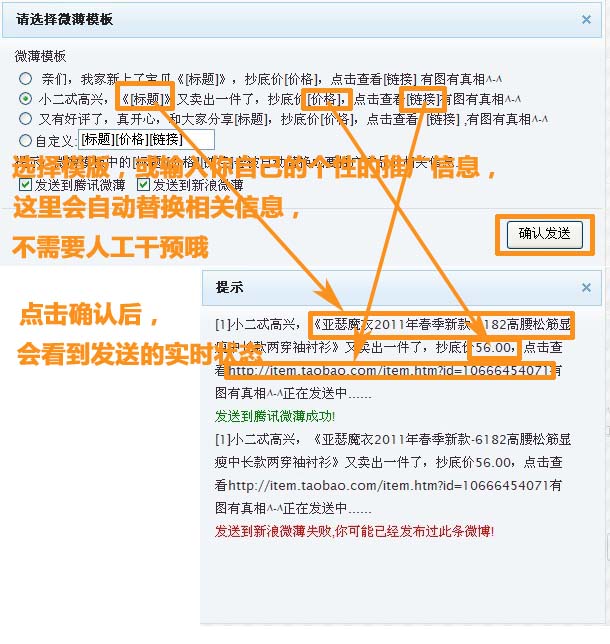 请选择微薄模板
微薄模板
亲们，我家新上了宝贝《[标题]》，抄底价[价格]，点击查看[链接] 有图有真相^-^
小二忒高兴，《[标题]》又卖出一件了，抄底价[价格]，点击查看[链接]有图有真相^-^
又有好评了，真开心，和大家分享[标题]，抄底价[价格]，点击查看 [链接] ,有图有真相^-^
自定义: [标题][价格][链接]
选择模版，或输入你自己的个性的推广信息，
发送到腾讯微薄 发送到新浪微薄
这里会自动替换相关信息，
不需要人工干预哦
确认发送
点击确认后，
会看到发送的实时状态
提示
[1]小二忒高兴，《亚瑟魔衣2011年春季新款-6182高腰松筋显
瘦中长款两穿袖衬衫》又卖出一件了，抄底价56.00，点击查
看http://item.taobao.com/item.htm?id=10666454071有
图有真相^-^正在发送中......
发送到腾讯微薄成功!
[1]小二忒高兴，《亚瑟魔衣2011年春季新款-6182高腰松筋显
瘦中长款两穿袖衬衫》又卖出一件了，抄底价56.00，点击查
看http://item.taobao.com/item.htm?id=10666454071有
图有真相^-^正在发送中......
发送到新浪微薄失败,你可能已经发布过此条微博!